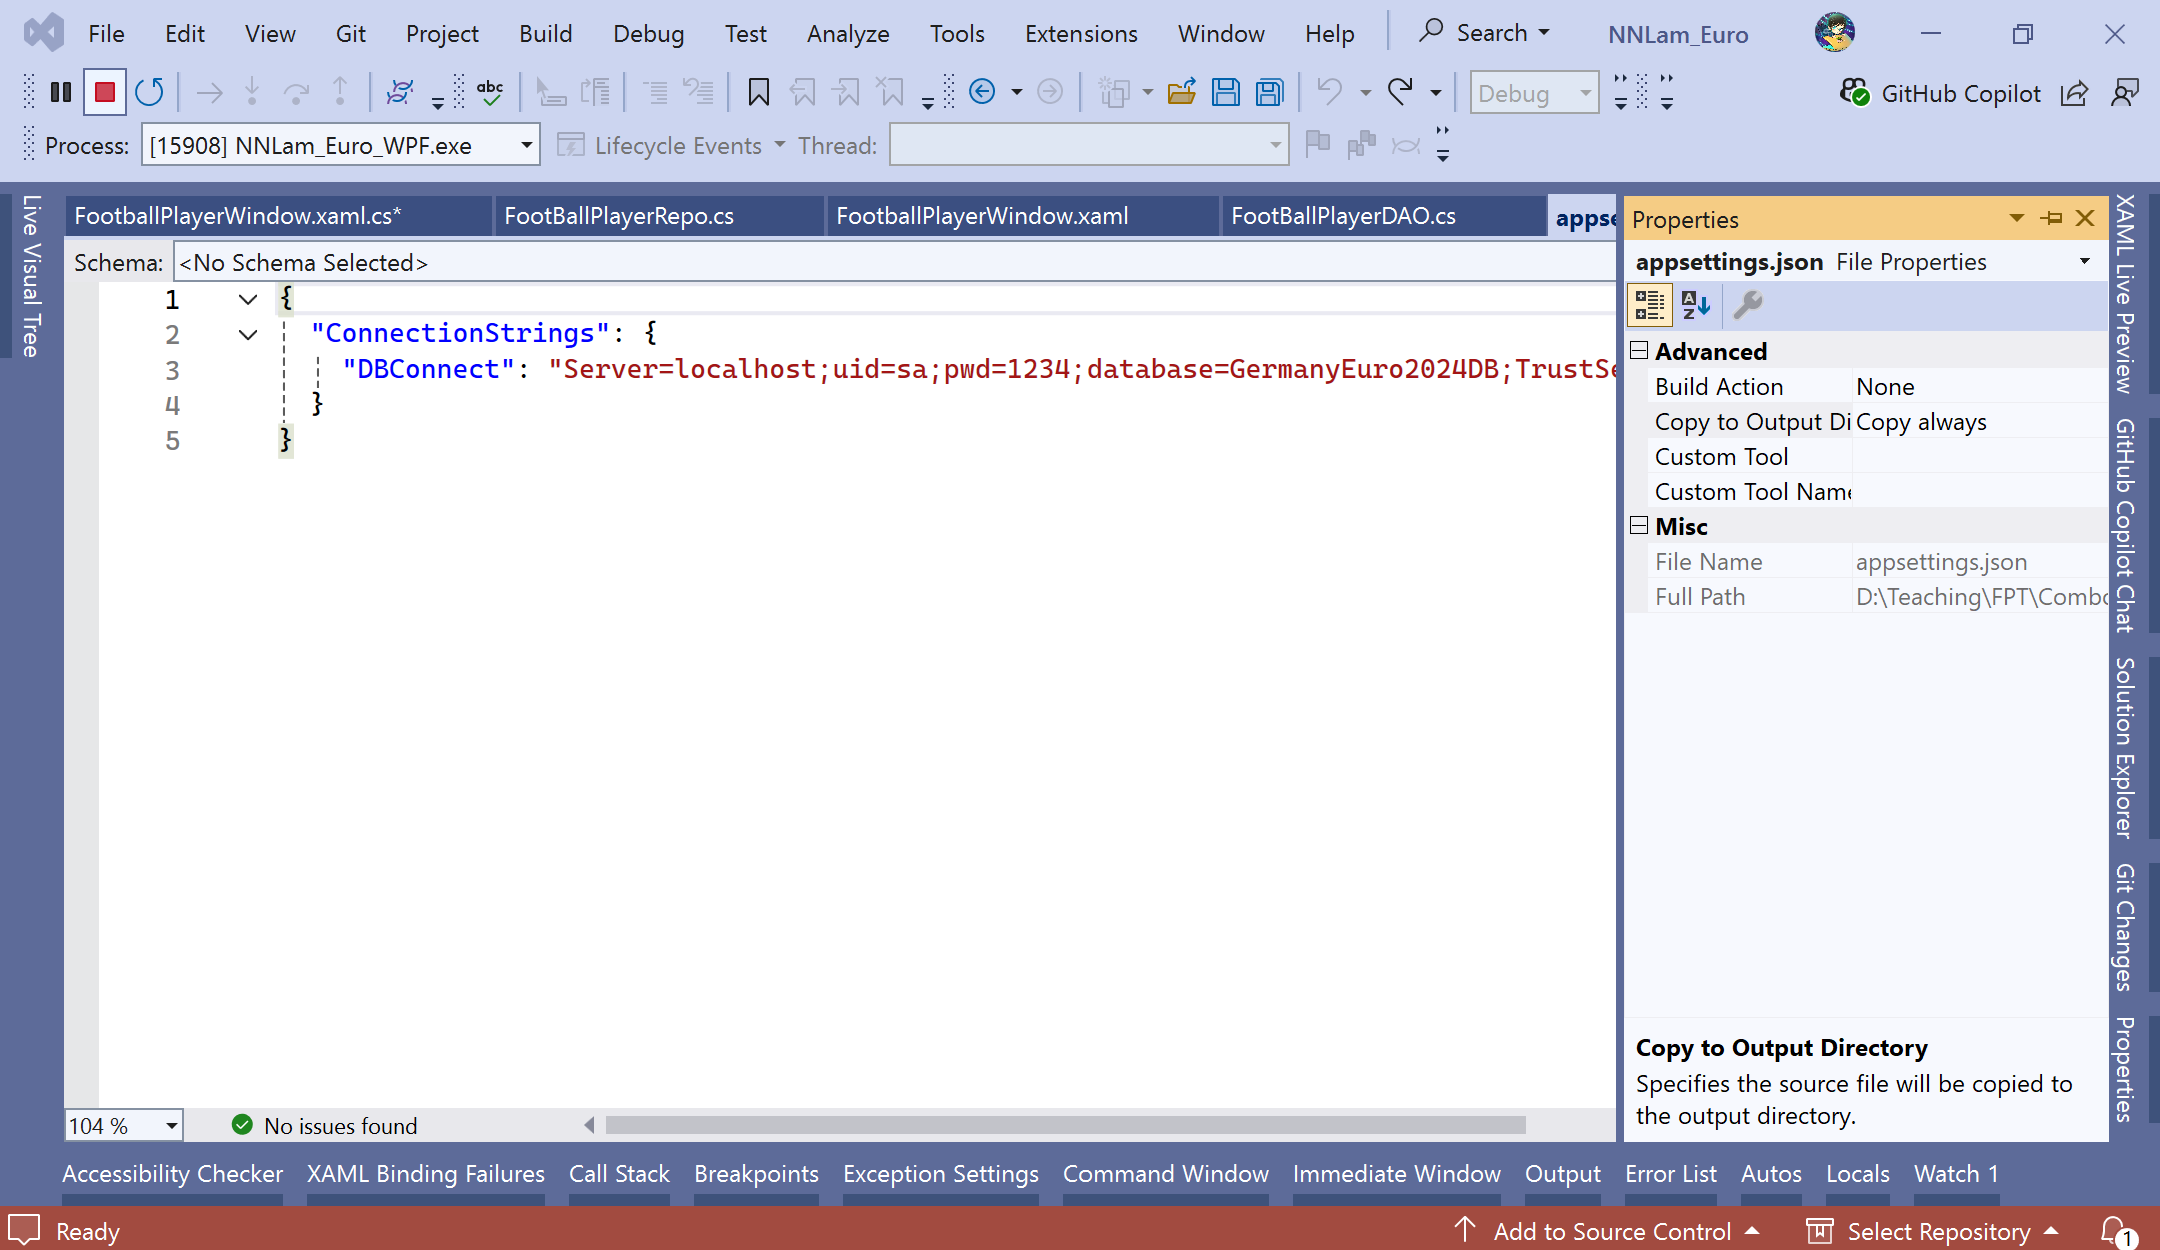 File Edit View Git Project Build Debug Test Analyze Tools Extensions Window Help Search NNLam_Euro
abc Debug GitHub Copilot
Process: [15908] NNLam_Euro_WPF.exe Lifecycle Events Thread:
Live Visual Tree
FootballPlayerWindow.xaml.cs* FootBallPlayerRepo.cs FootballPlayerWindow.xaml FootBallPlayerDAO.cs appse
Schema: <No Schema Selected>
1 {
2 "ConnectionStrings": {
3 "DBConnect": "Server=localhost;uid=sa;pwd=1234;database=GermanyEuro2024DB;TrustSe
4 }
5 }
104 % No issues found
Properties
appsettings.json File Properties
Advanced
Build Action None
Copy to Output Di Copy always
Custom Tool
Custom Tool Name
Misc
File Name appsettings.json
Full Path D:\Teaching\FPT\Combo
Copy to Output Directory
Specifies the source file will be copied to
the output directory.
XAML Live Preview
GitHub Copilot Chat
Solution Explorer
Git Changes
Properties
Accessibility Checker XAML Binding Failures Call Stack Breakpoints Exception Settings Command Window Immediate Window Output Error List Autos Locals Watch 1
Ready Add to Source Control Select Repository 1